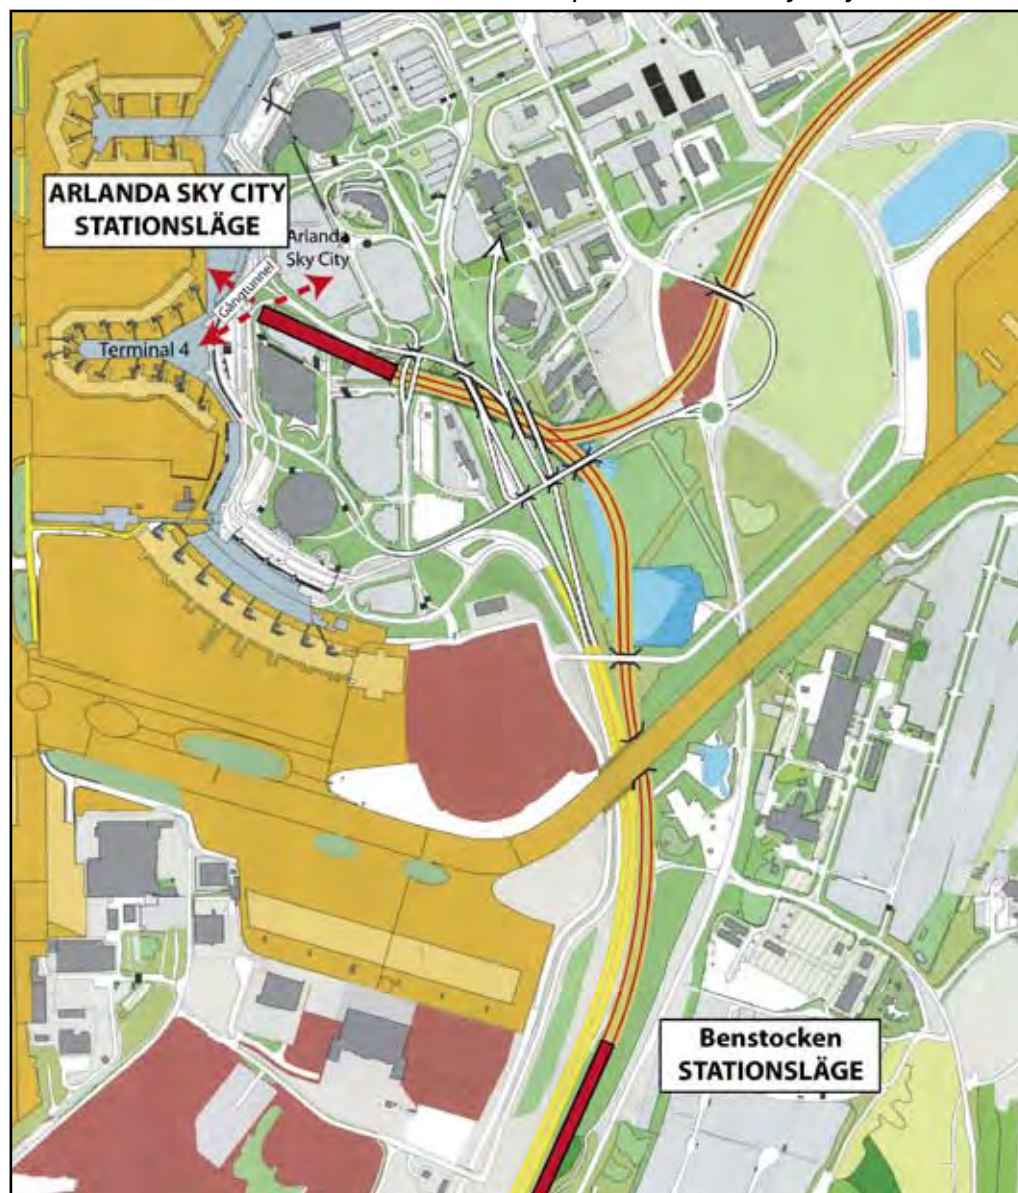 ARLANDA SKY CITY
STATIONSLÄGE
Arlanda
Sky City
Gångtunnel
Terminal 4
Benstocken
STATIONSLÄGE